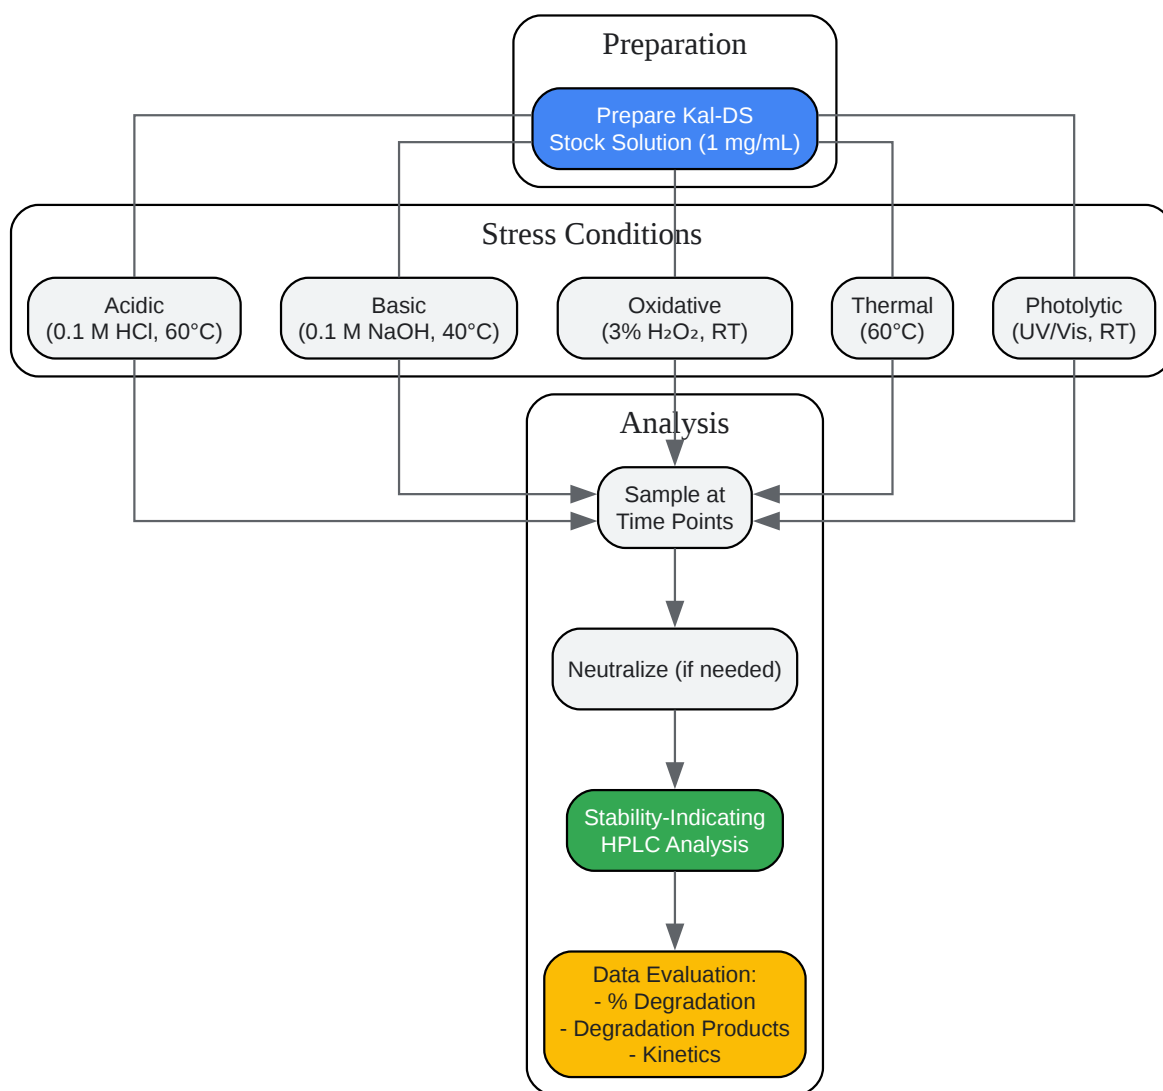 Preparation
Prepare Kal-DS
Stock Solution (1 mg/mL)
Stress Conditions
Acidic
(0.1 M HCl, 60°C)
Basic
(0.1 M NaOH, 40°C)
Oxidative
(3% H₂O₂, RT)
Thermal
(60°C)
Photolytic
(UV/Vis, RT)
Analysis
Sample at
Time Points
Neutralize (if needed)
Stability-Indicating
HPLC Analysis
Data Evaluation:
- % Degradation
- Degradation Products
- Kinetics